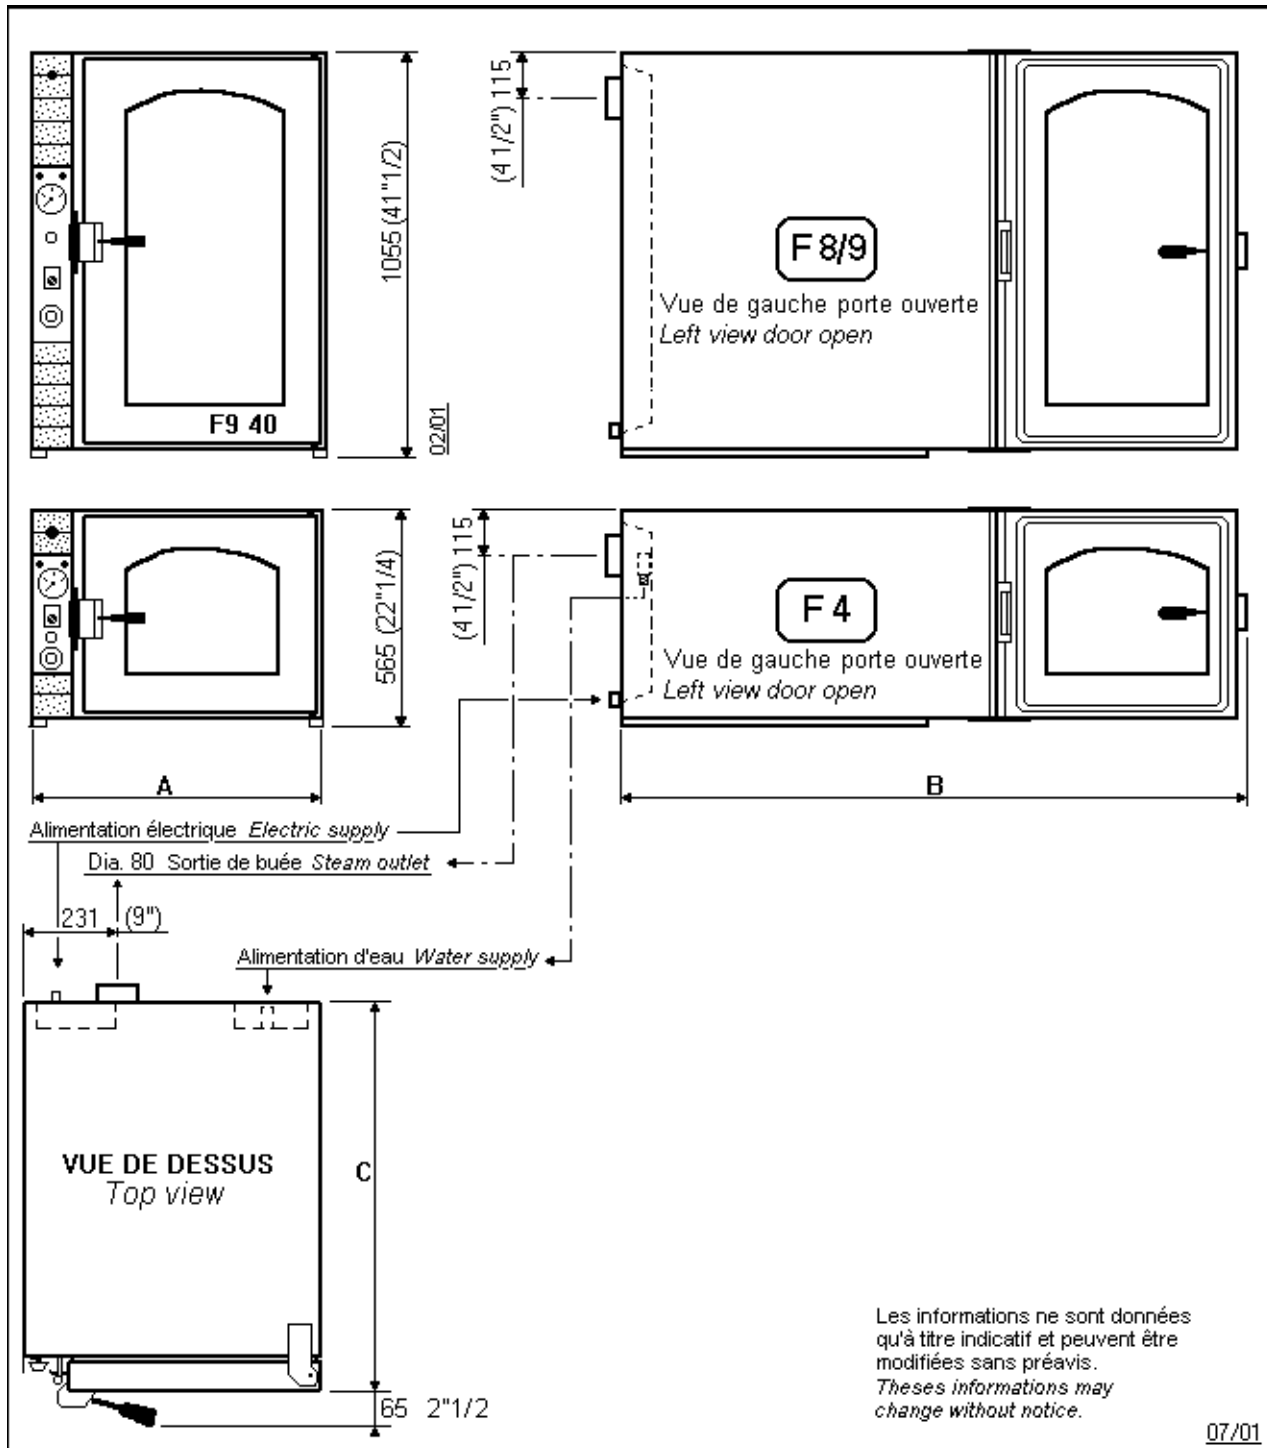 (4 1/2") 115
1055 (41"1/2)
F 8/9
Vue de gauche porte ouverte
Left view door open
F9 40
02/01
(4 1/2") 115
565 (22"1/4)
F 4
Vue de gauche porte ouverte
Left view door open
A
B
Alimentation électrique Electric supply
Dia. 80 Sortie de buée Steam outlet
231 (9")
Alimentation d'eau Water supply
VUE DE DESSUS
Top view
C
65 2"1/2
Les informations ne sont données
qu'à titre indicatif et peuvent être
modifiées sans préavis.
Theses informations may
change without notice.
07/01